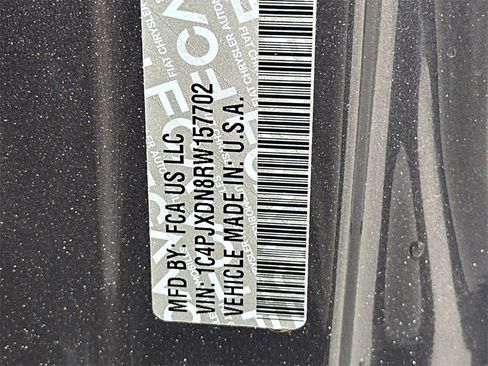 MFD BY: FCA US LLC
VIN: 1C4PJXDN8RW157702
VEHICLE MADE IN: U.S.A.